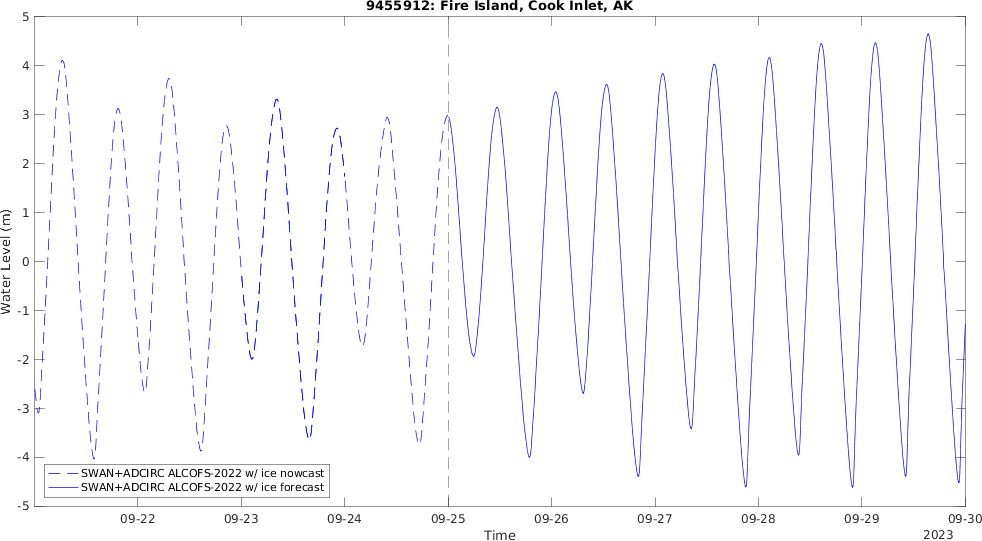 9455912: Fire Island, Cook Inlet, AK
5
4
3
2
1
0
-1
-2
-3
-4
-5
Water Level (m)
SWAN+ADCIRC ALCOFS-2022 w/ ice nowcast
SWAN+ADCIRC ALCOFS-2022 w/ ice forecast
09-22 09-23 09-24 09-25 09-26 09-27 09-28 09-29 09-30
Time
2023